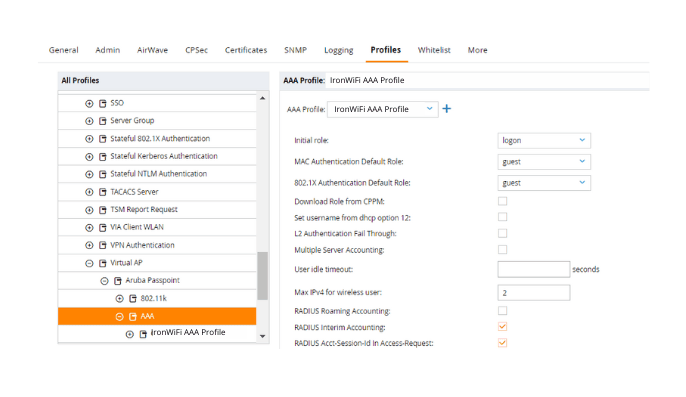 General Admin AirWave CPSec Certificates SNMP Logging Profiles Whitelist More
All Profiles
SSO
Server Group
Stateful 802.1X Authentication
Stateful Kerberos Authentication
Stateful NTLM Authentication
TACACS Server
TSM Report Request
VIA Client WLAN
VPN Authentication
Virtual AP
Aruba Passpoint
802.11k
AAA
IronWiFi AAA Profile
AAA Profile: IronWiFi AAA Profile
AAA Profile: IronWiFi AAA Profile
Initial role: logon
MAC Authentication Default Role: guest
802.1X Authentication Default Role: guest
Download Role from CPPM:
Set username from dhcp option 12:
L2 Authentication Fail Through:
Multiple Server Accounting:
User idle timeout: seconds
Max IPv4 for wireless user: 2
RADIUS Roaming Accounting:
RADIUS Interim Accounting:
RADIUS Acct-Session-Id In Access-Request: